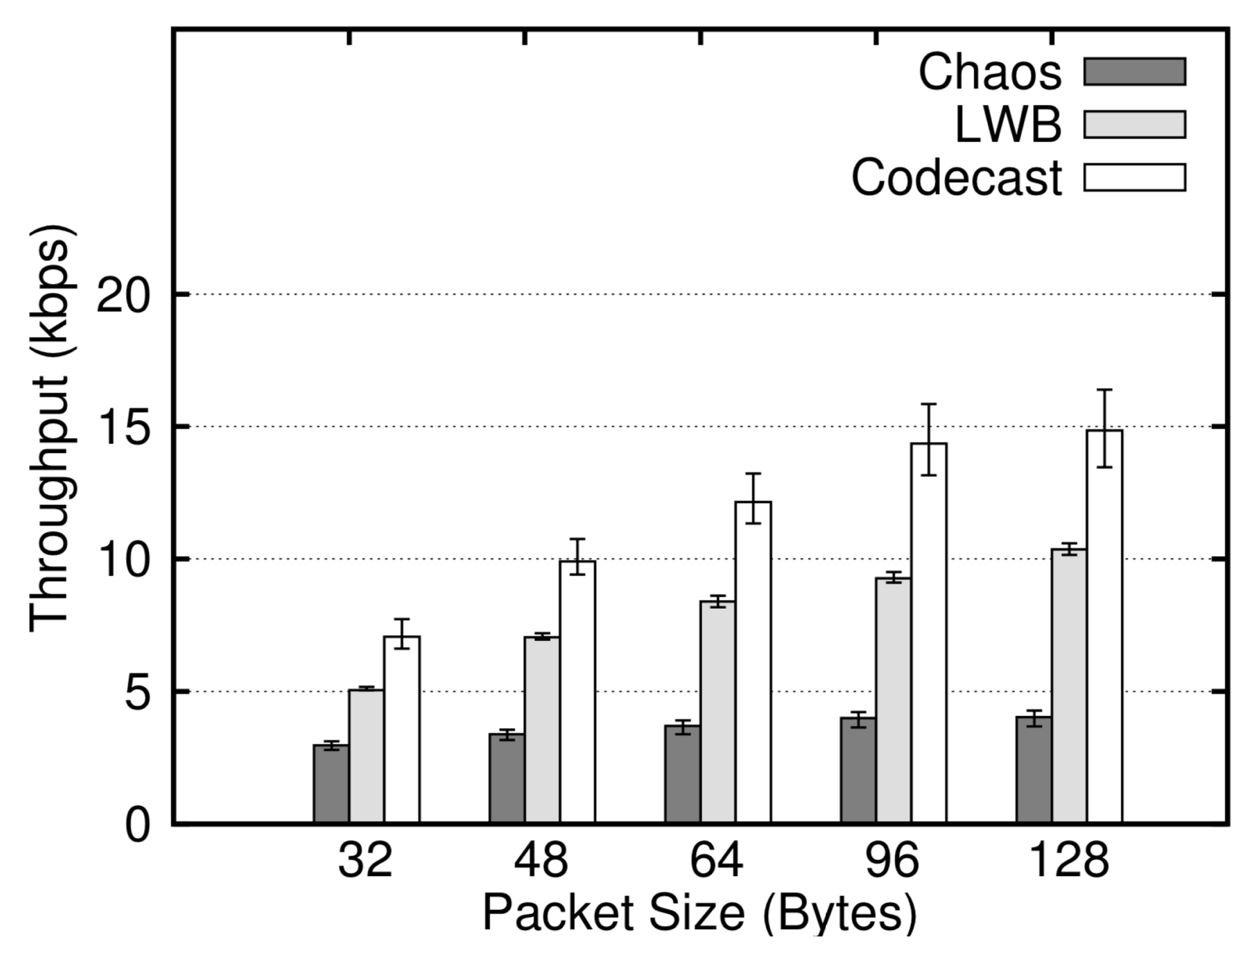 Chaos
LWB
Codecast
Throughput (kbps)
20
15
10
5
0
32 48 64 96 128
Packet Size (Bytes)